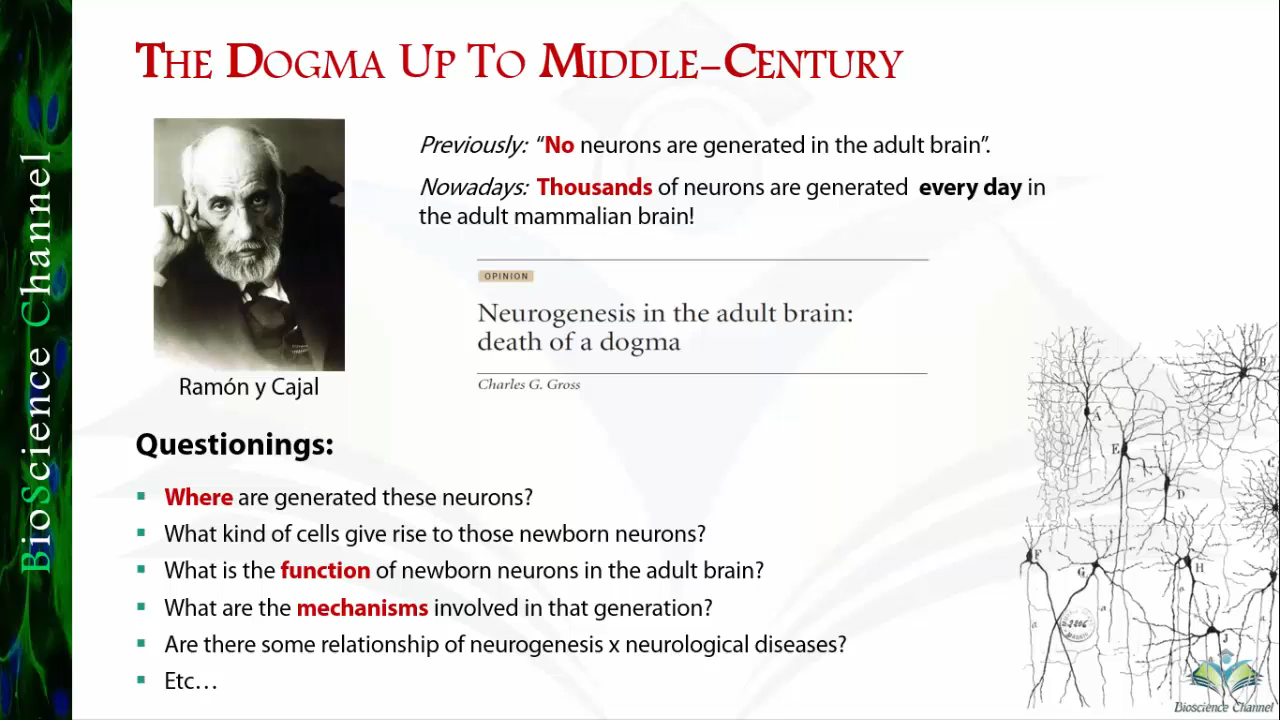 THE DOGMA UP TO MIDDLE–CENTURY
BioScience Channel
Previously: “No neurons are generated in the adult brain”.
Nowadays: Thousands of neurons are generated every day in
the adult mammalian brain!
OPINION
Neurogenesis in the adult brain:
death of a dogma
Charles G. Gross
Ramón y Cajal
Questionings:
Where are generated these neurons?
What kind of cells give rise to those newborn neurons?
What is the function of newborn neurons in the adult brain?
What are the mechanisms involved in that generation?
Are there some relationship of neurogenesis x neurological diseases?
Etc…
A
B
E
D
F
G
H
J
a
Bioscience Channel